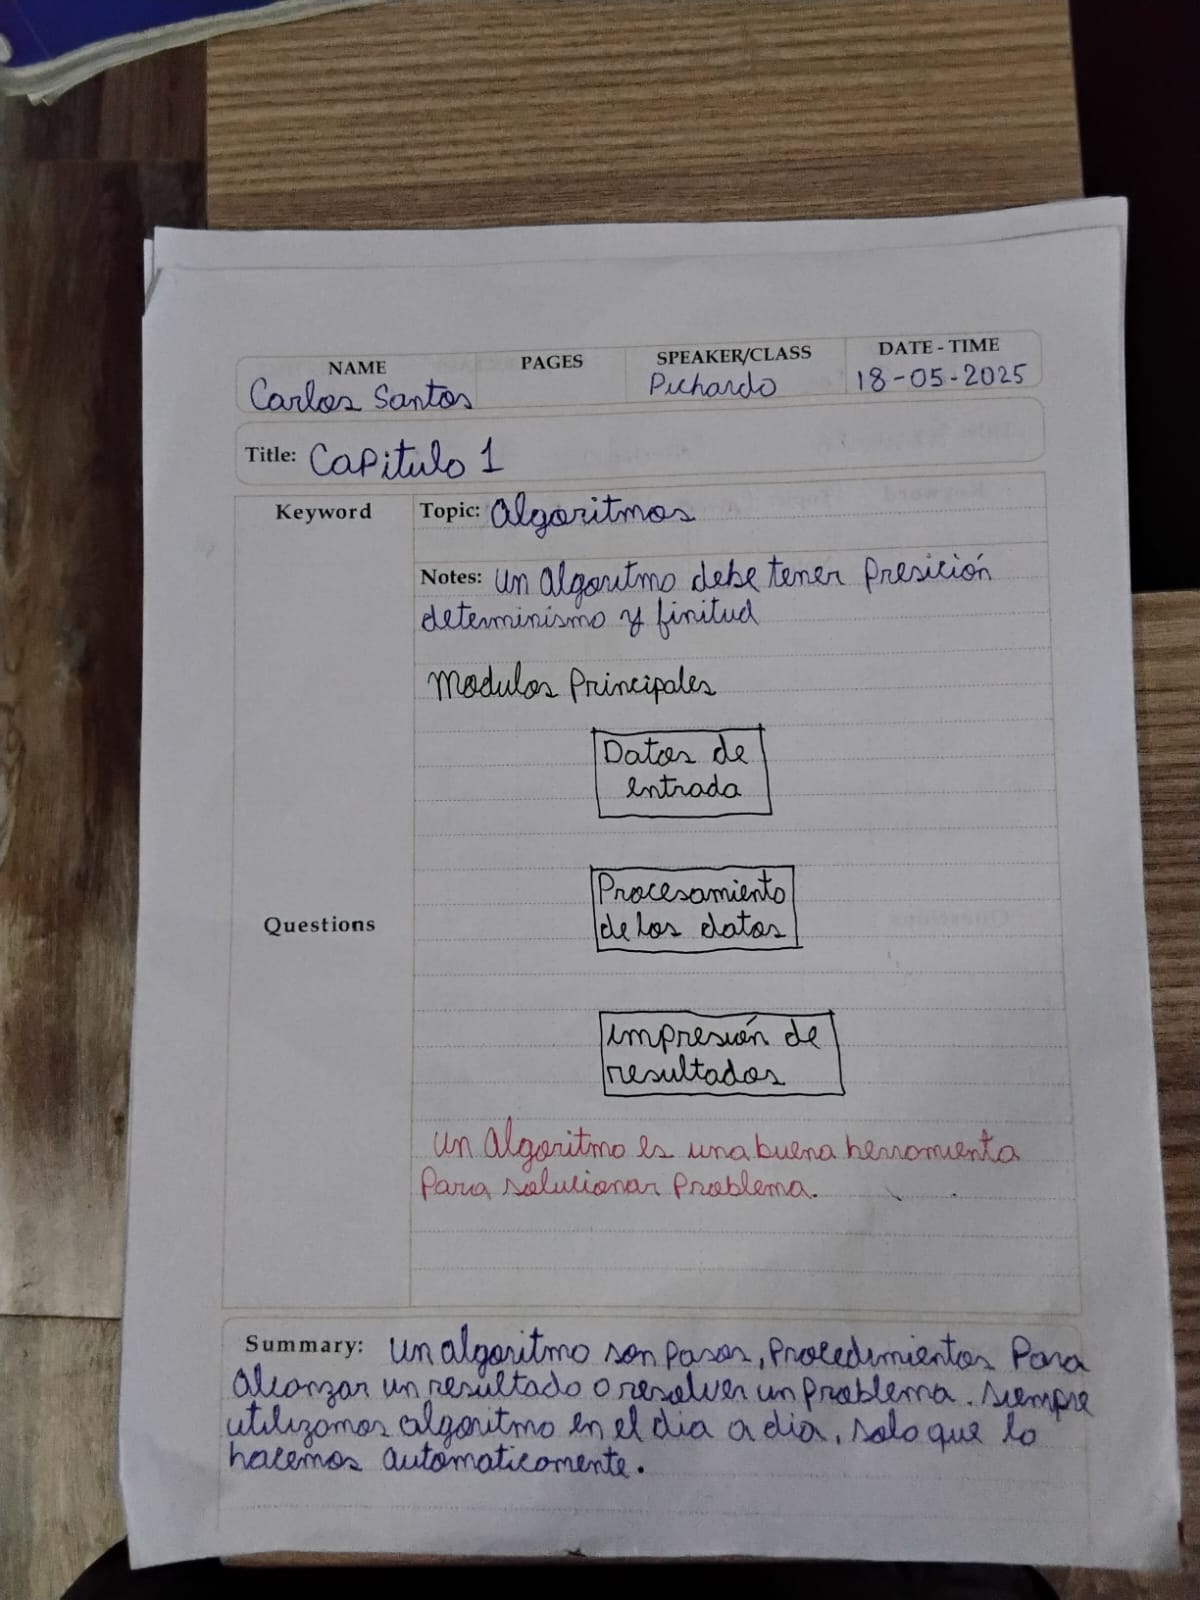 NAME PAGES SPEAKER/CLASS DATE - TIME
Carlos Santos Pichardo 18-05-2025
Title: Capitulo 1
Keyword Topic: Algoritmos
Notes: Un Algoritmo debe tener Presición
determinismo y finitud
Modulos Principales
Datos de
entrada
Procesamiento
de los datos
Questions
impresión de
resultados
Un Algoritmo es una buena herramienta
Para solucionar Problema.
Summary: Un algoritmo son pasos, Procedimientos Para
Alcanzar un resultado o resolver un Problema. Siempre
utilizamos algoritmo en el dia a dia, solo que lo
hacemos automaticamente.